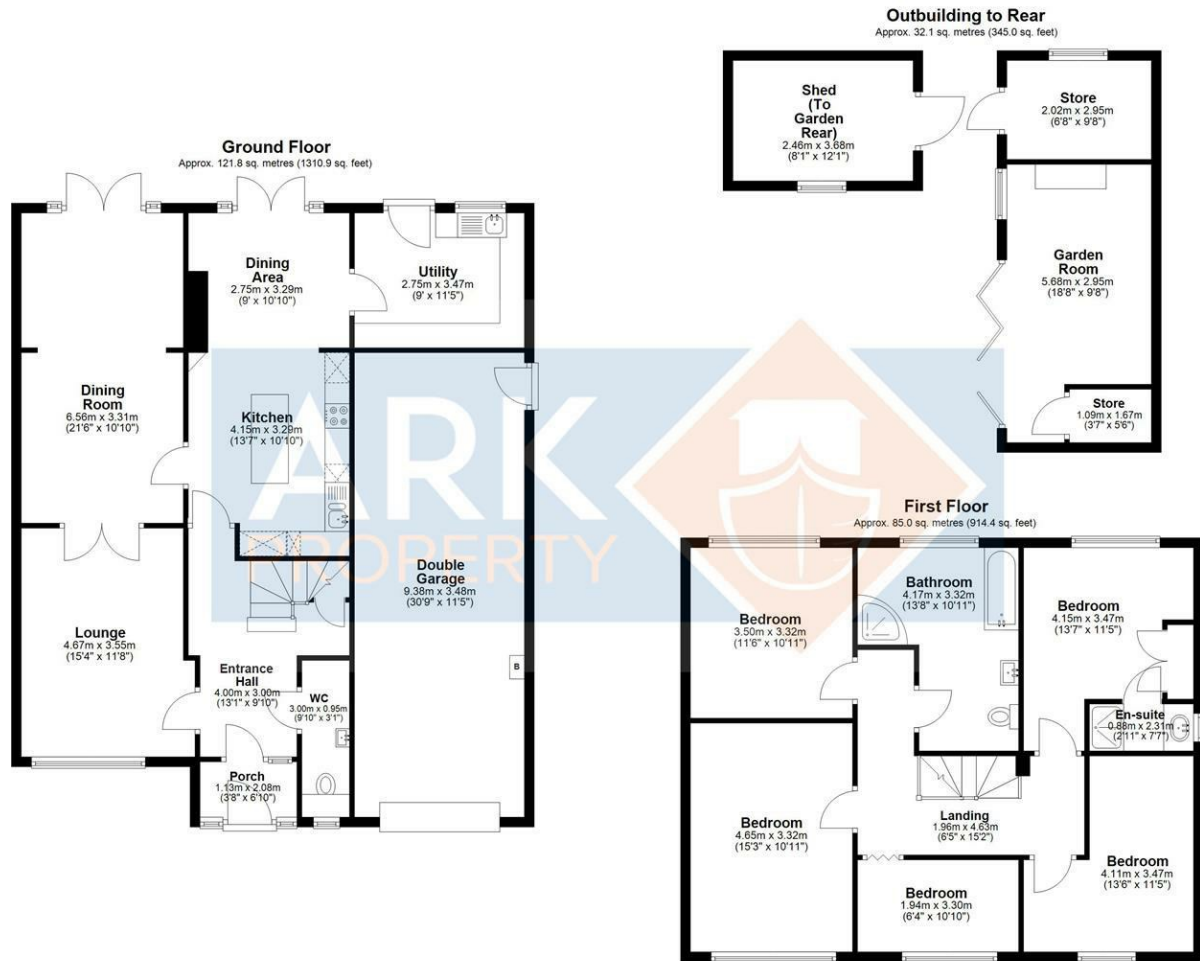 Outbuilding to Rear
Approx. 32.1 sq. metres (345.0 sq. feet)
Shed
(To
Garden
Rear)
2.46m x 3.68m
(8'1" x 12'1")
Store
2.02m x 2.95m
(6'8" x 9'8")
Garden
Room
5.68m x 2.95m
(18'8" x 9'8")
Store
1.09m x 1.67m
(3'7" x 5'6")
Ground Floor
Approx. 121.8 sq. metres (1310.9 sq. feet)
Dining
Area
2.75m x 3.29m
(9' x 10'10")
Utility
2.75m x 3.47m
(9' x 11'5")
Dining
Room
6.56m x 3.31m
(21'6" x 10'10")
Kitchen
4.15m x 3.29m
(13'7" x 10'10")
ARK
PROPERTY
Double
Garage
9.38m x 3.48m
(30'9" x 11'5")
B
Lounge
4.67m x 3.55m
(15'4" x 11'8")
Entrance
Hall
4.00m x 3.00m
(13'1" x 9'10")
WC
3.00m x 0.95m
(9'10" x 3'1")
Porch
1.13m x 2.08m
(3'8" x 6'10")
First Floor
Approx. 85.0 sq. metres (914.4 sq. feet)
Bedroom
3.50m x 3.32m
(11'6" x 10'11")
Bathroom
4.17m x 3.32m
(13'8" x 10'11")
Bedroom
4.15m x 3.47m
(13'7" x 11'5")
En-suite
0.88m x 2.31m
(2'11" x 7'7")
Bedroom
4.65m x 3.32m
(15'3" x 10'11")
Landing
1.96m x 4.63m
(6'5" x 15'2")
Bedroom
1.94m x 3.30m
(6'4" x 10'10")
Bedroom
4.11m x 3.47m
(13'6" x 11'5")